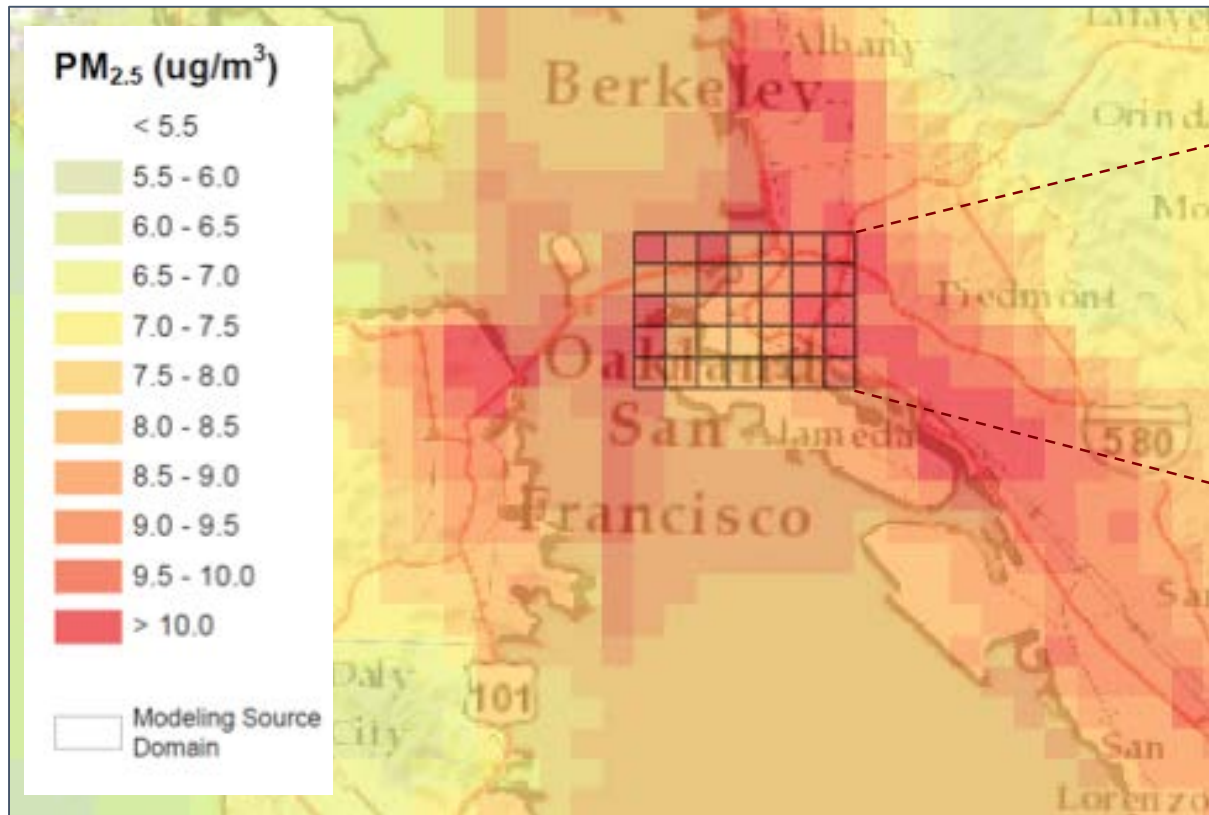 PM2.5 (ug/m3)
< 5.5
5.5 - 6.0
6.0 - 6.5
6.5 - 7.0
7.0 - 7.5
7.5 - 8.0
8.0 - 8.5
8.5 - 9.0
9.0 - 9.5
9.5 - 10.0
> 10.0
Modeling Source
Domain
Lafayet
Albany
Berkeley
Orinda
Mo
Piedmont
Oakland
San
Alameda
580
Francisco
San
Daly
101
City
San
Lorenzo